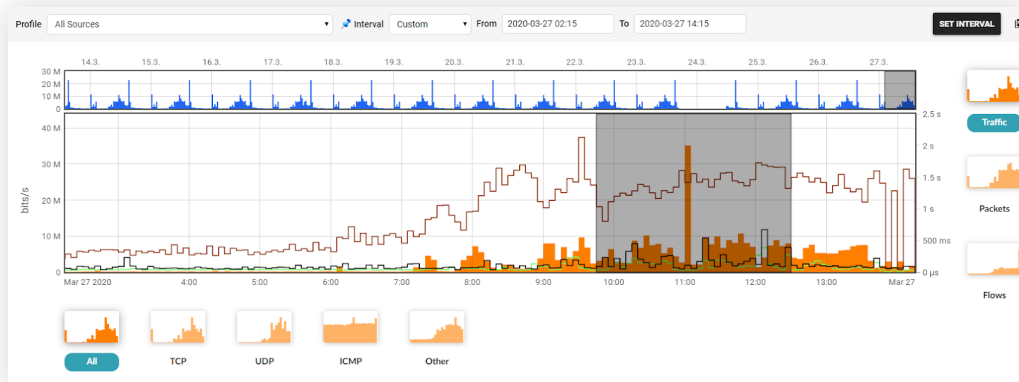 Profile All Sources Interval Custom From 2020-03-27 02:15 To 2020-03-27 14:15 SET INTERVAL
14.3. 15.3. 16.3. 17.3. 18.3. 19.3. 20.3. 21.3. 22.3. 23.3. 24.3. 25.3. 26.3. 27.3.
30 M
20 M
10 M
0
40 M 2.5 s
2 s
30 M
1.5 s
20 M
1 s
10 M
500 ms
0 0 µs
bits/s
Mar 27 2020 4:00 5:00 6:00 7:00 8:00 9:00 10:00 11:00 12:00 13:00 Mar 27
Traffic
Packets
Flows
All TCP UDP ICMP Other